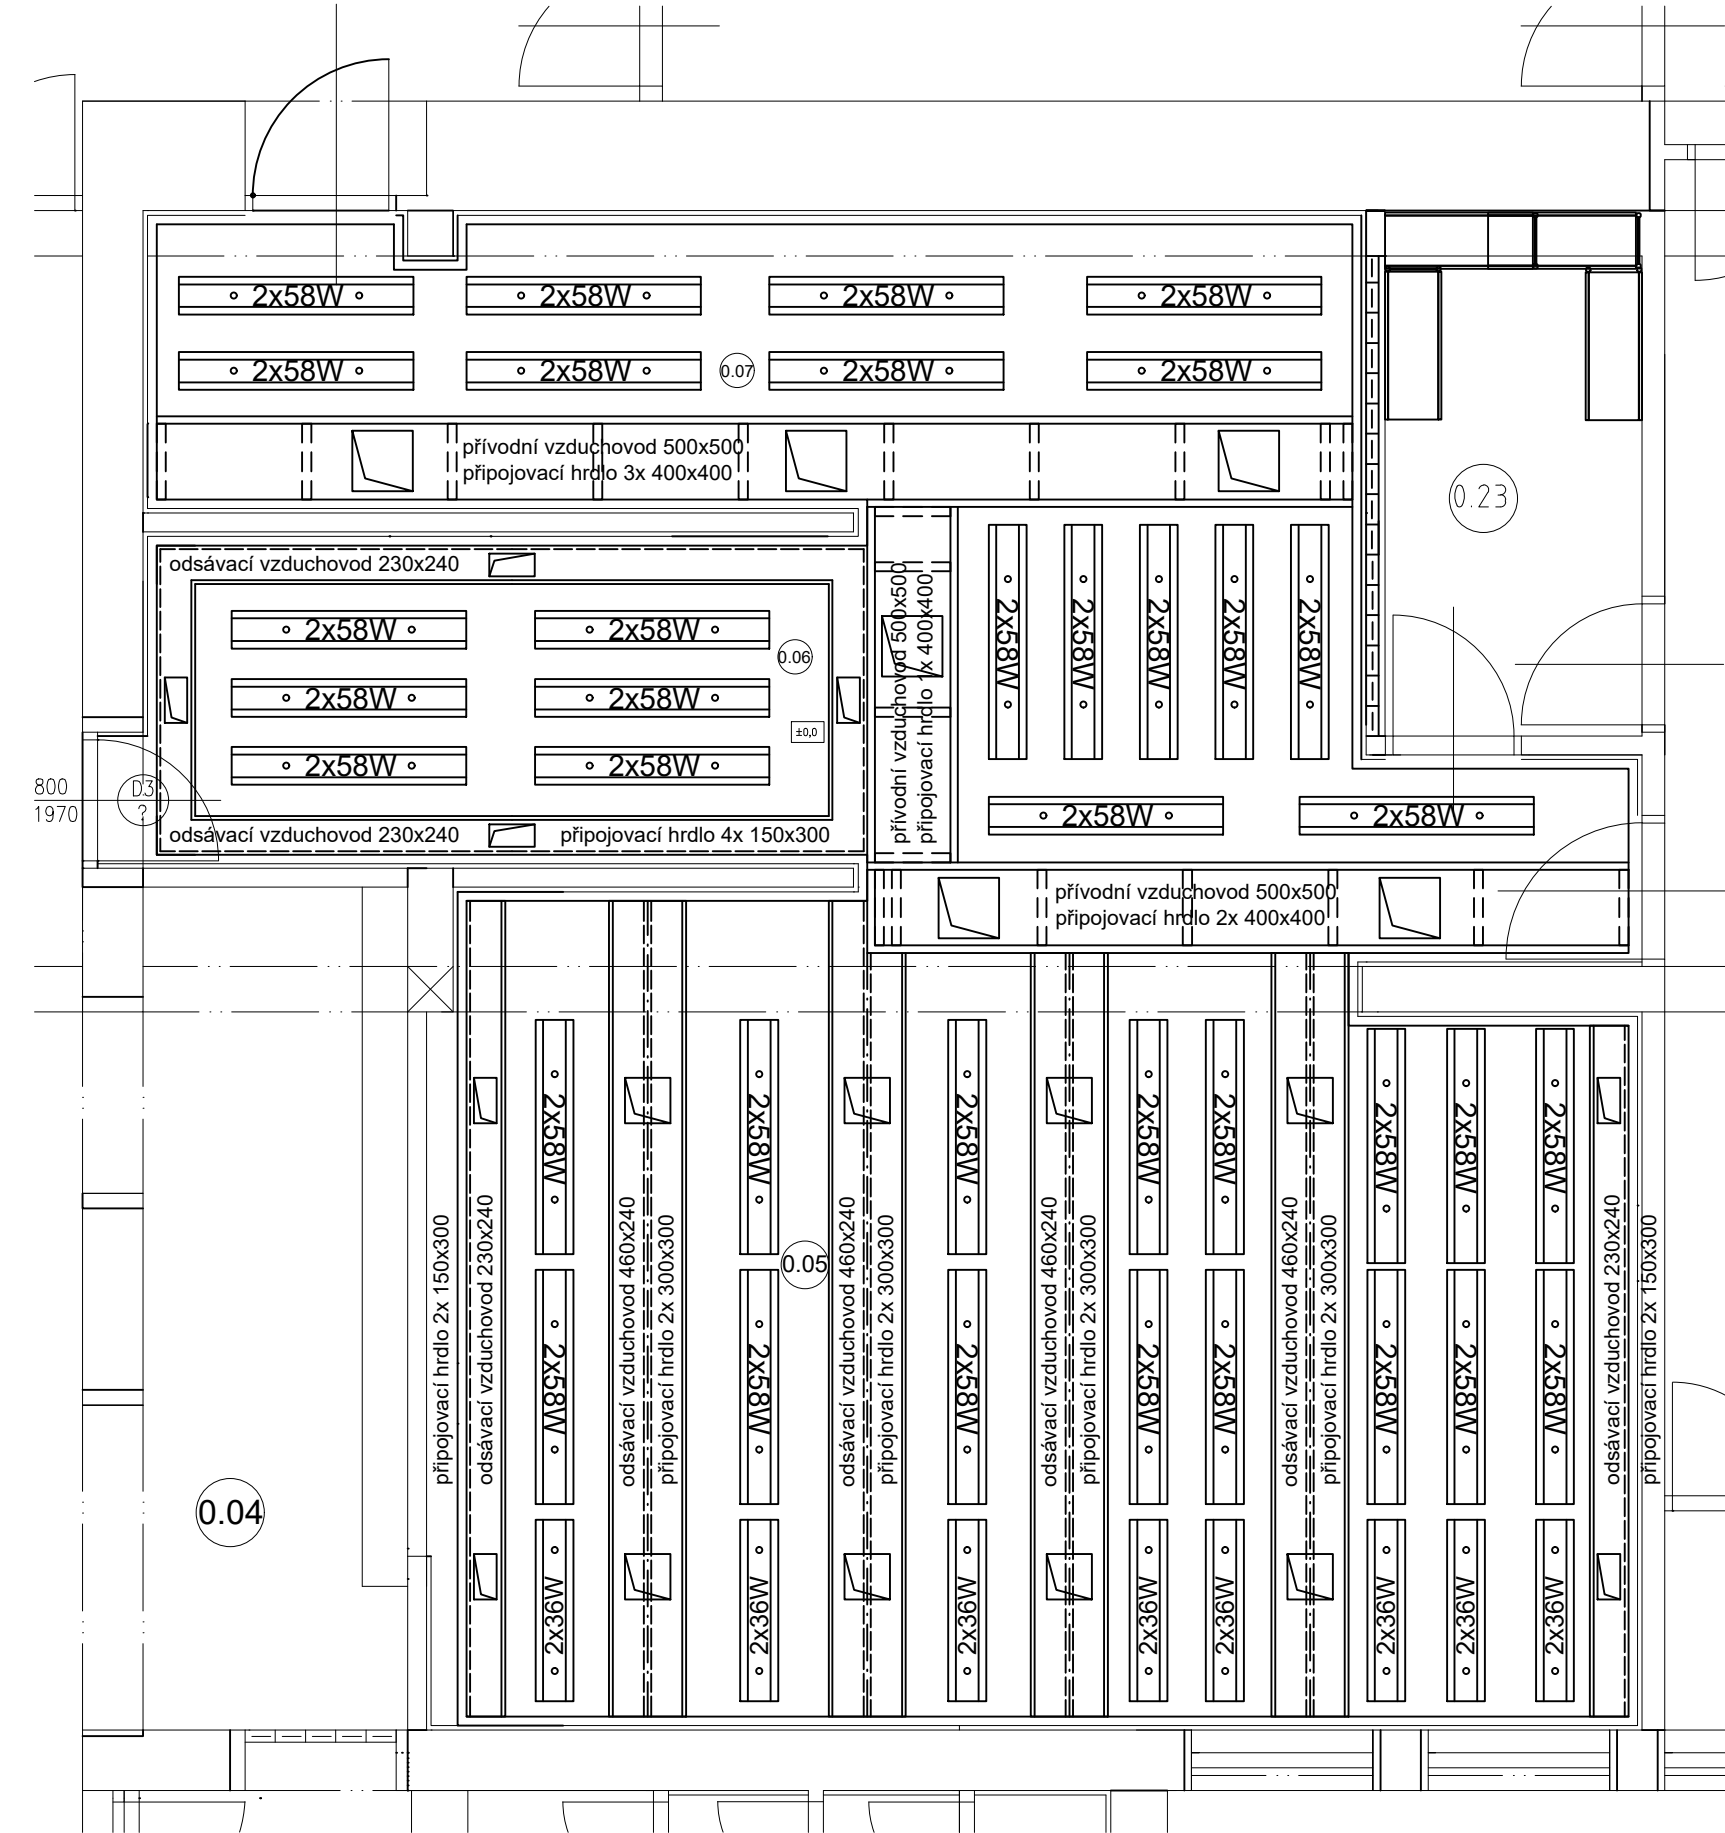 2x58W
2x58W
2x58W
2x58W
2x58W
2x58W
0.07
2x58W
2x58W
přívodní vzduchovod 500x500
připojovací hrdlo 3x 400x400
0.23
odsávací vzduchovod 230x240
2x58W
2x58W
2x58W
2x58W
2x58W
2x58W
0.06
±0,0
odsávací vzduchovod 230x240
připojovací hrdlo 4x 150x300
800
1970
D.3
?
přívodní vzduchovod 500x500
připojovací hrdlo 1x 400x400
2x58W
2x58W
2x58W
2x58W
2x58W
2x58W
2x58W
přívodní vzduchovod 500x500
připojovací hrdlo 2x 400x400
2x58W
2x58W
2x58W
2x58W
2x58W
2x58W
2x58W
2x58W
připojovací hrdlo 2x 150x300
odsávací vzduchovod 230x240
odsávací vzduchovod 460x240
připojovací hrdlo 2x 300x300
0.05
odsávací vzduchovod 460x240
připojovací hrdlo 2x 300x300
odsávací vzduchovod 460x240
připojovací hrdlo 2x 300x300
odsávací vzduchovod 460x240
připojovací hrdlo 2x 300x300
odsávací vzduchovod 230x240
připojovací hrdlo 2x 150x300
2x58W
2x58W
2x58W
2x58W
2x58W
2x58W
2x58W
2x58W
0.04
2x36W
2x36W
2x36W
2x36W
2x36W
2x36W
2x36W
2x36W